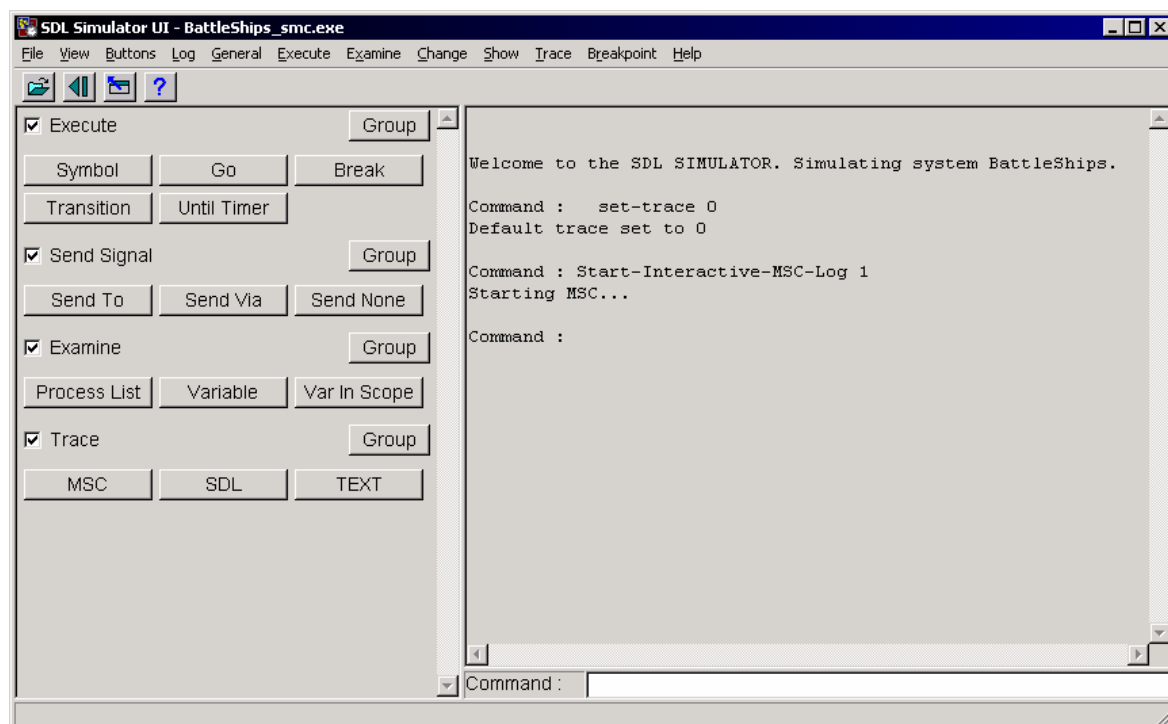 SDL Simulator UI - BattleShips_smc.exe
File View Buttons Log General Execute Examine Change Show Trace Breakpoint Help
?
Execute Group
Symbol Go Break
Transition Until Timer
Send Signal Group
Send To Send Via Send None
Examine Group
Process List Variable Var In Scope
Trace Group
MSC SDL TEXT
Welcome to the SDL SIMULATOR. Simulating system BattleShips.
Command : set-trace 0
Default trace set to 0
Command : Start-Interactive-MSC-Log 1
Starting MSC...
Command :
Command :